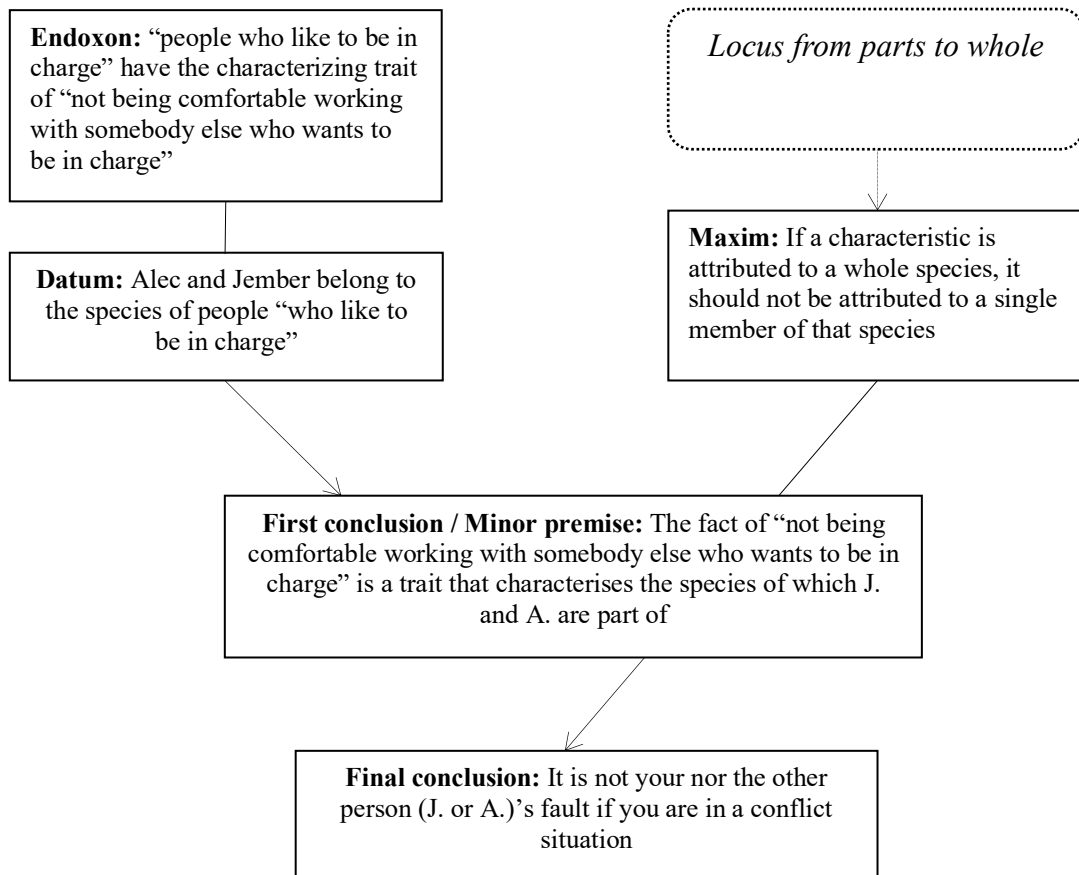 Endoxon: “people who like to be in
charge” have the characterizing trait
of “not being comfortable working
with somebody else who wants to
be in charge”
Locus from parts to whole
Datum: Alec and Jember belong to
the species of people “who like to
be in charge”
Maxim: If a characteristic is
attributed to a whole species, it
should not be attributed to a single
member of that species
First conclusion / Minor premise: The fact of “not being
comfortable working with somebody else who wants to be in
charge” is a trait that characterises the species of which J.
and A. are part of
Final conclusion: It is not your nor the other
person (J. or A.)’s fault if you are in a conflict
situation